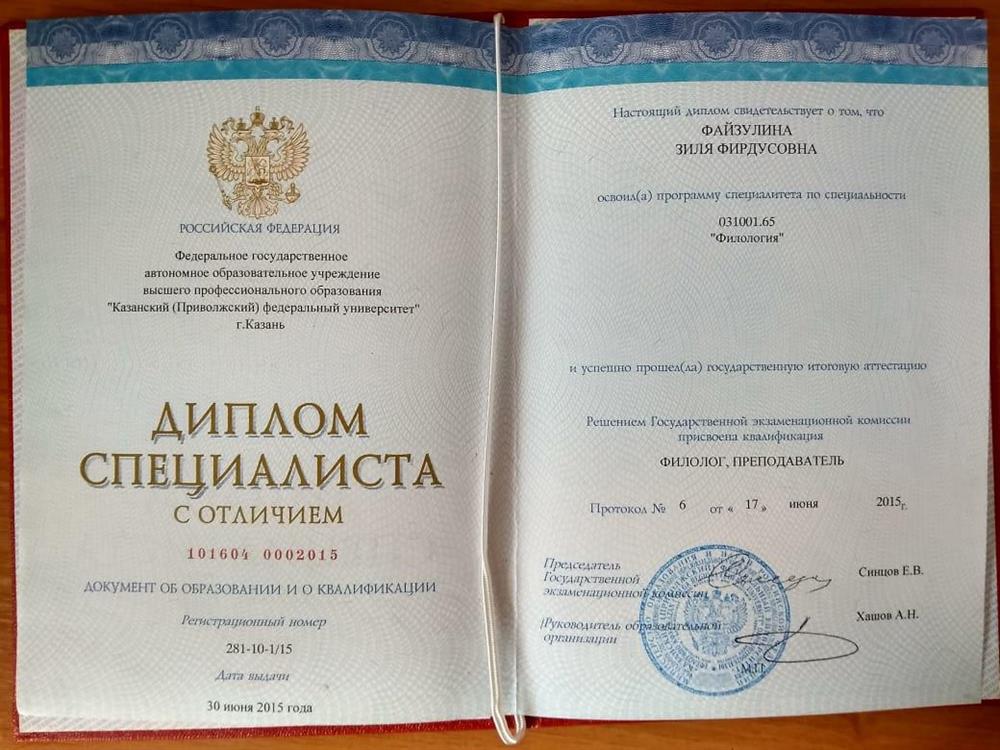 РОССИЙСКАЯ ФЕДЕРАЦИЯ
Федеральное государственное
автономное образовательное учреждение
высшего профессионального образования
"Казанский (Приволжский) федеральный университет"
г.Казань
ДИПЛОМ
СПЕЦИАЛИСТА
С ОТЛИЧИЕМ
101604 0002015
ДОКУМЕНТ ОБ ОБРАЗОВАНИИ И О КВАЛИФИКАЦИИ
Регистрационный номер
281-10-1/15
Дата выдачи
30 июня 2015 года
Настоящий диплом свидетельствует о том, что
ФАЙЗУЛИНА
ЗИЛЯ ФИРДУСОВНА
освоил(а) программу специалитета по специальности
031001.65
"Филология"
и успешно прошел(ла) государственную итоговую аттестацию
Решением Государственной экзаменационной комиссии
присвоена квалификация
ФИЛОЛОГ, ПРЕПОДАВАТЕЛЬ
Протокол № 6 от « 17 » июня 2015г.
Председатель
Государственной
экзаменационной комиссии
Синцов Е.В.
Руководитель образовательной
организации
Хашов А.Н.
М.П.